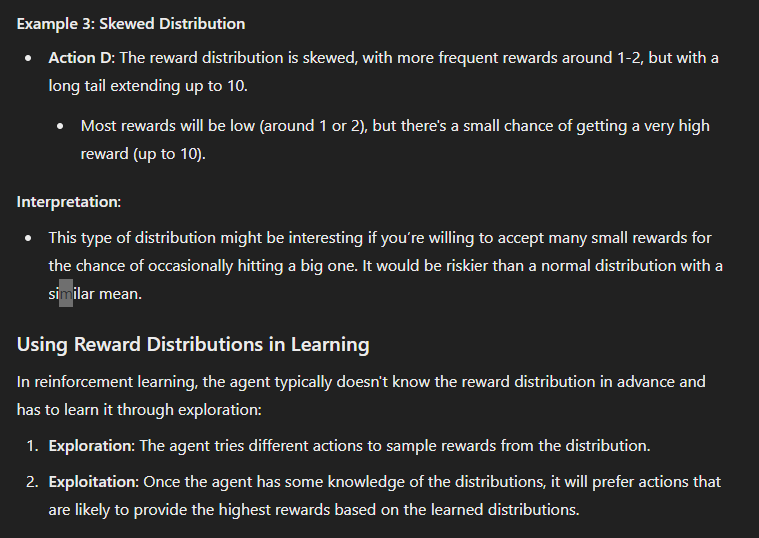 Example 3: Skewed Distribution
• Action D: The reward distribution is skewed, with more frequent rewards around 1-2, but with a
long tail extending up to 10.
• Most rewards will be low (around 1 or 2), but there's a small chance of getting a very high
reward (up to 10).
Interpretation:
• This type of distribution might be interesting if you're willing to accept many small rewards for
the chance of occasionally hitting a big one. It would be riskier than a normal distribution with a
similar mean.
Using Reward Distributions in Learning
In reinforcement learning, the agent typically doesn't know the reward distribution in advance and
has to learn it through exploration:
1. Exploration: The agent tries different actions to sample rewards from the distribution.
2. Exploitation: Once the agent has some knowledge of the distributions, it will prefer actions that
are likely to provide the highest rewards based on the learned distributions.